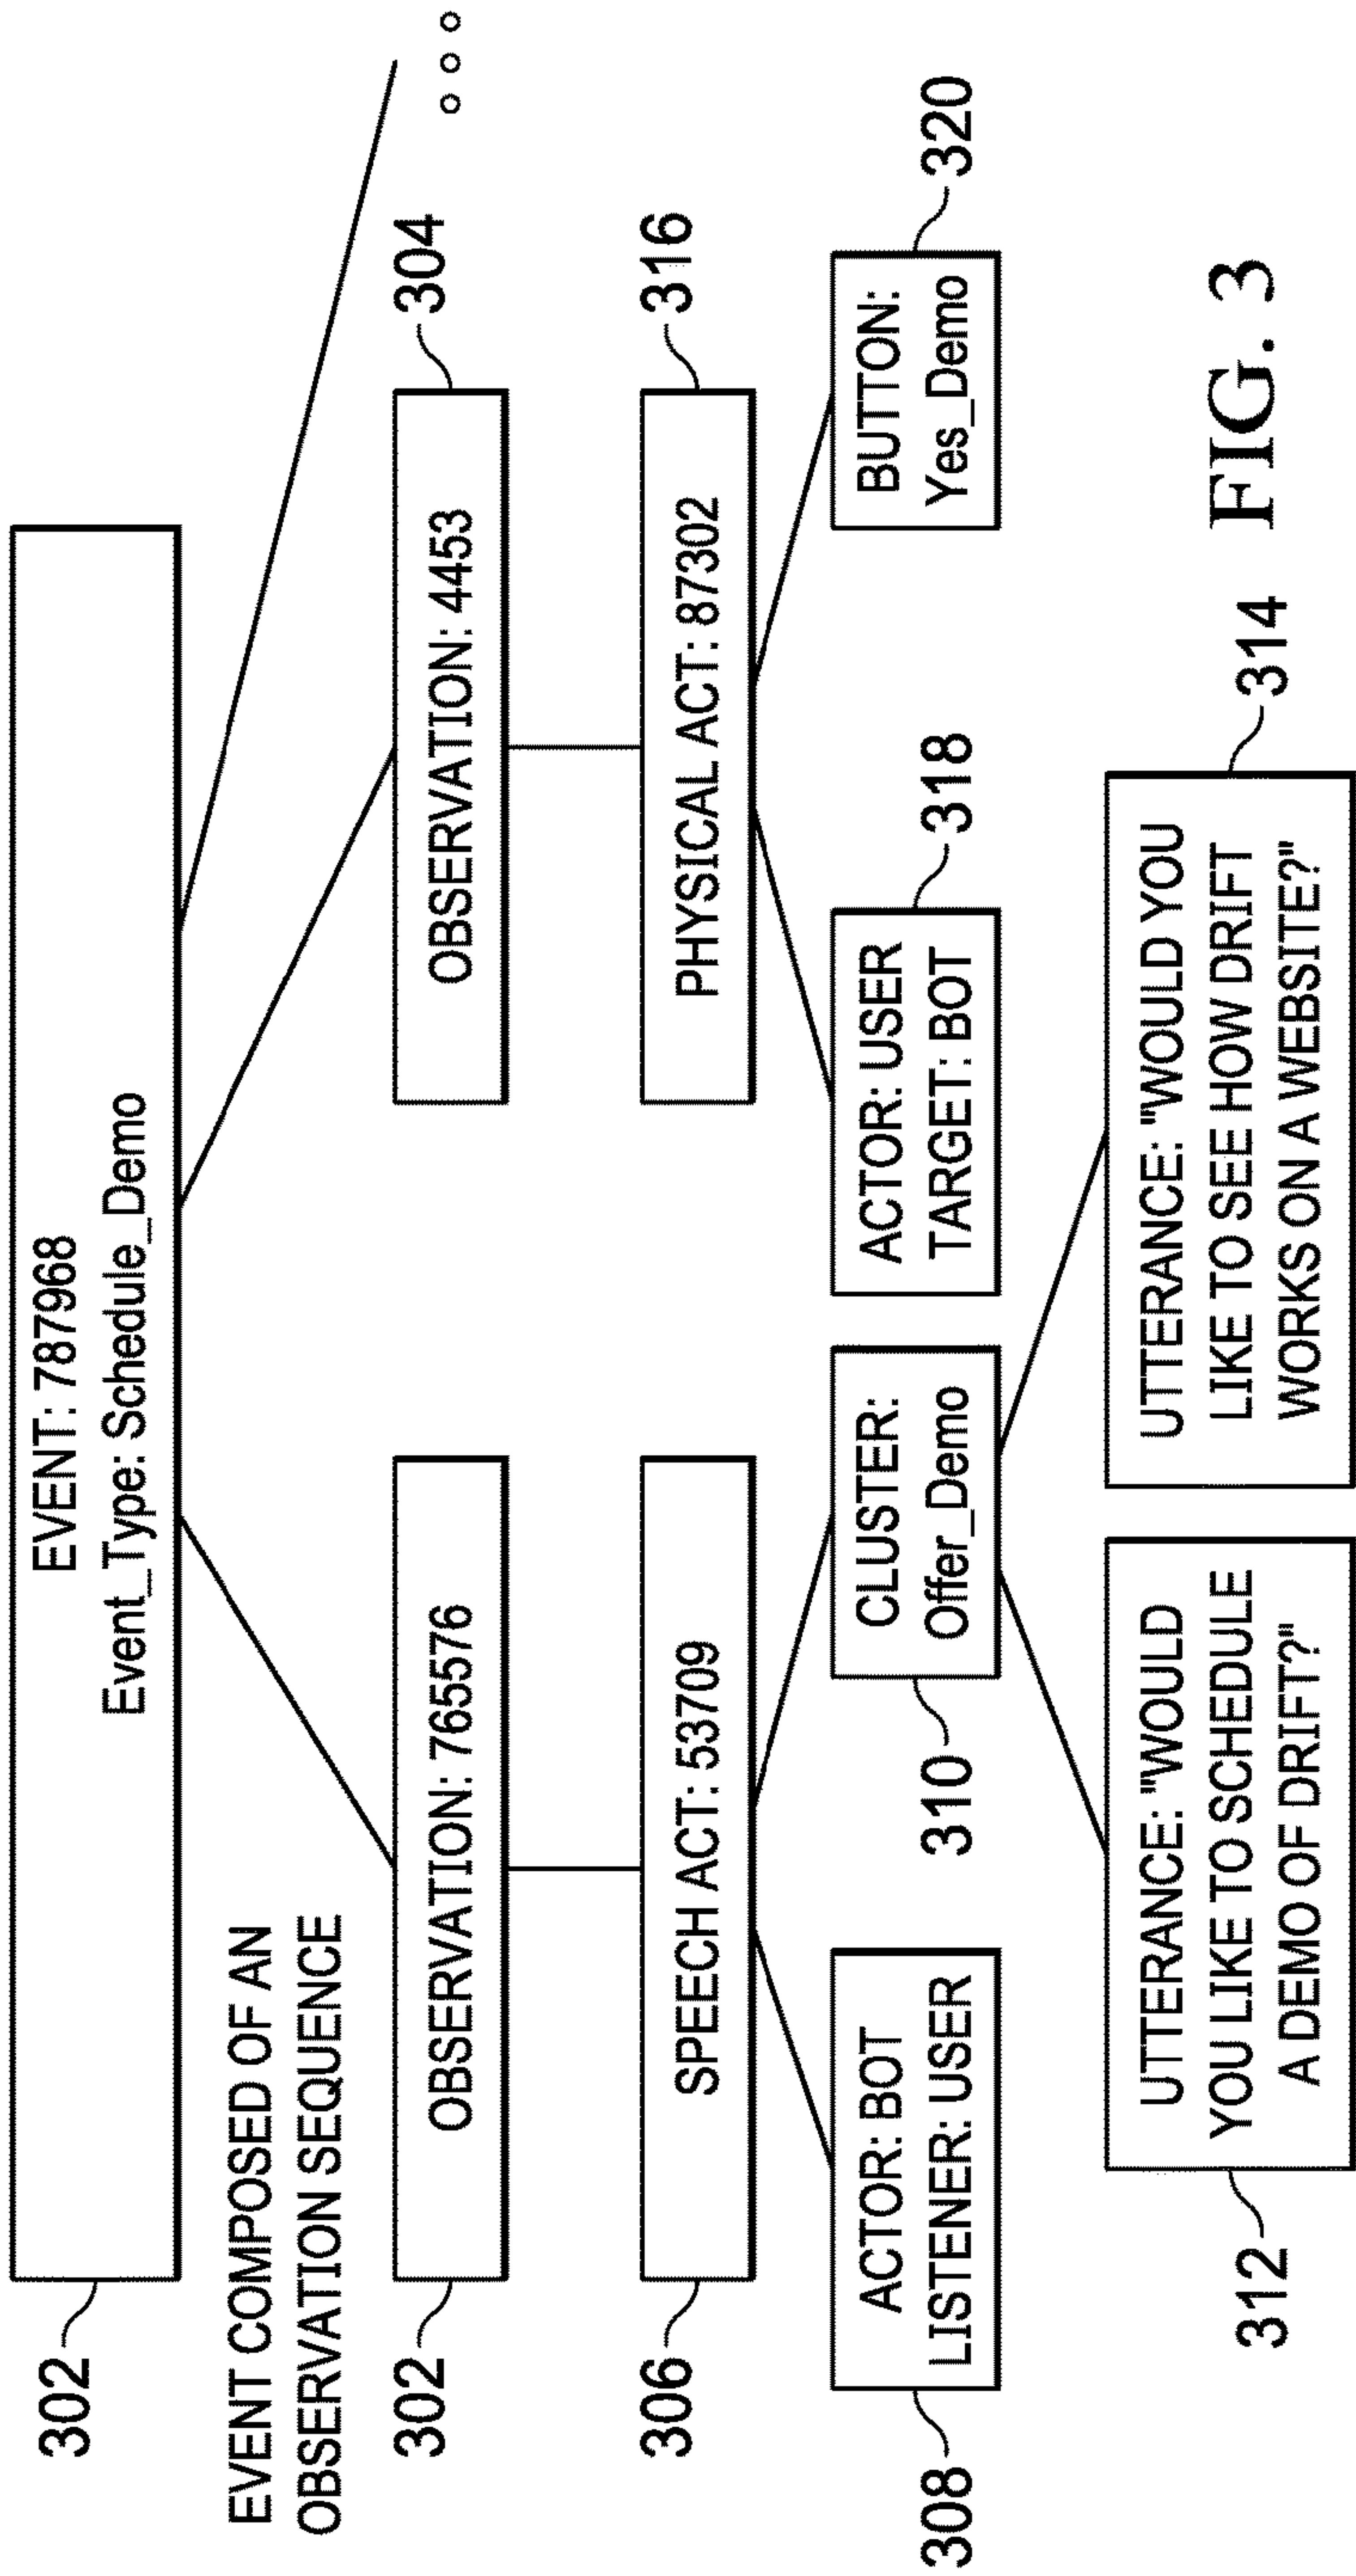 302
EVENT: 787968
Event_Type: Schedule_Demo
EVENT COMPOSED OF AN
OBSERVATION SEQUENCE
302
OBSERVATION: 765576
OBSERVATION: 4453
304
306
SPEECH ACT: 53709
PHYSICAL ACT: 87302
316
308
ACTOR: BOT
LISTENER: USER
310
CLUSTER:
Offer_Demo
ACTOR: USER
TARGET: BOT
318
BUTTON:
Yes_Demo
320
312
UTTERANCE: "WOULD
YOU LIKE TO SCHEDULE
A DEMO OF DRIFT?"
UTTERANCE: "WOULD YOU
LIKE TO SEE HOW DRIFT
WORKS ON A WEBSITE?"
314
FIG. 3